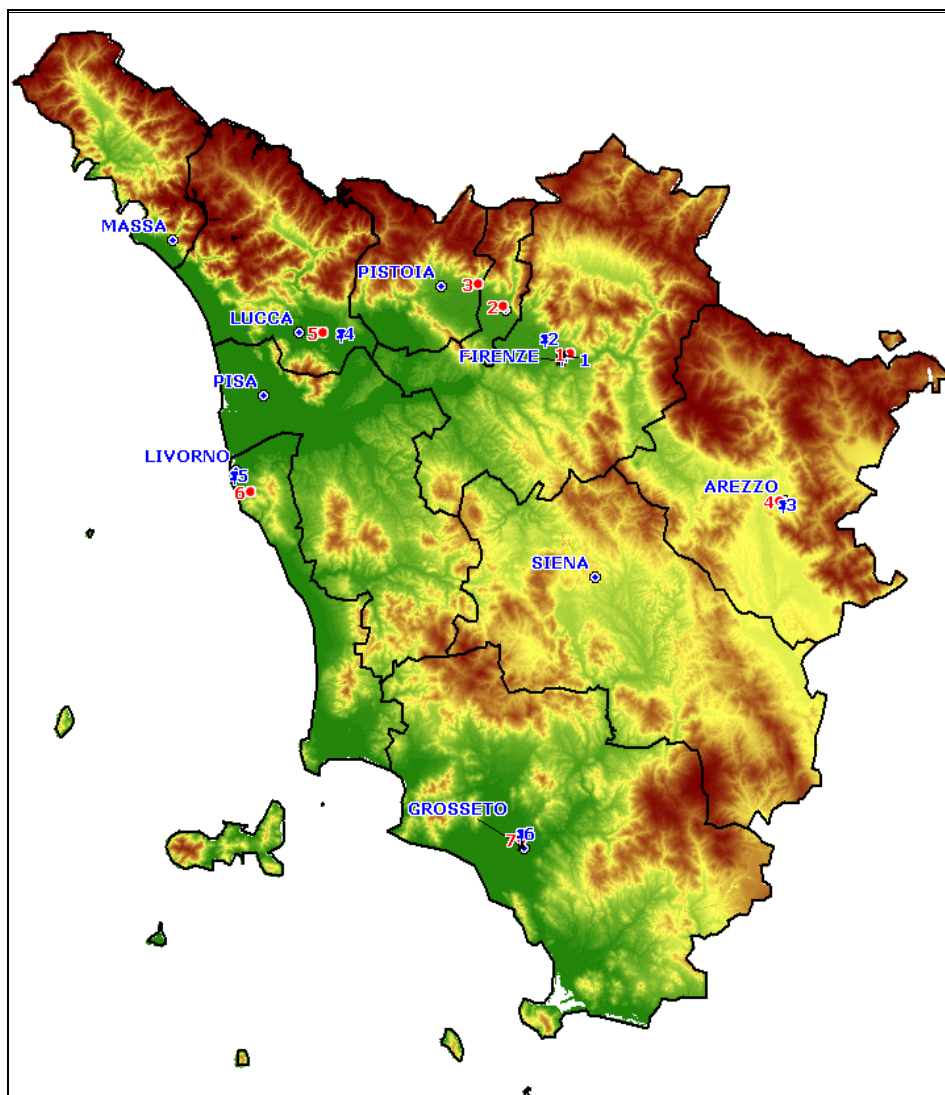 MASSA
PISTOIA
3
2
LUCCA
5
4
2
FIRENZE
1
1
PISA
LIVORNO
5
6
AREZZO
4
3
SIENA
GROSSETO
6
7